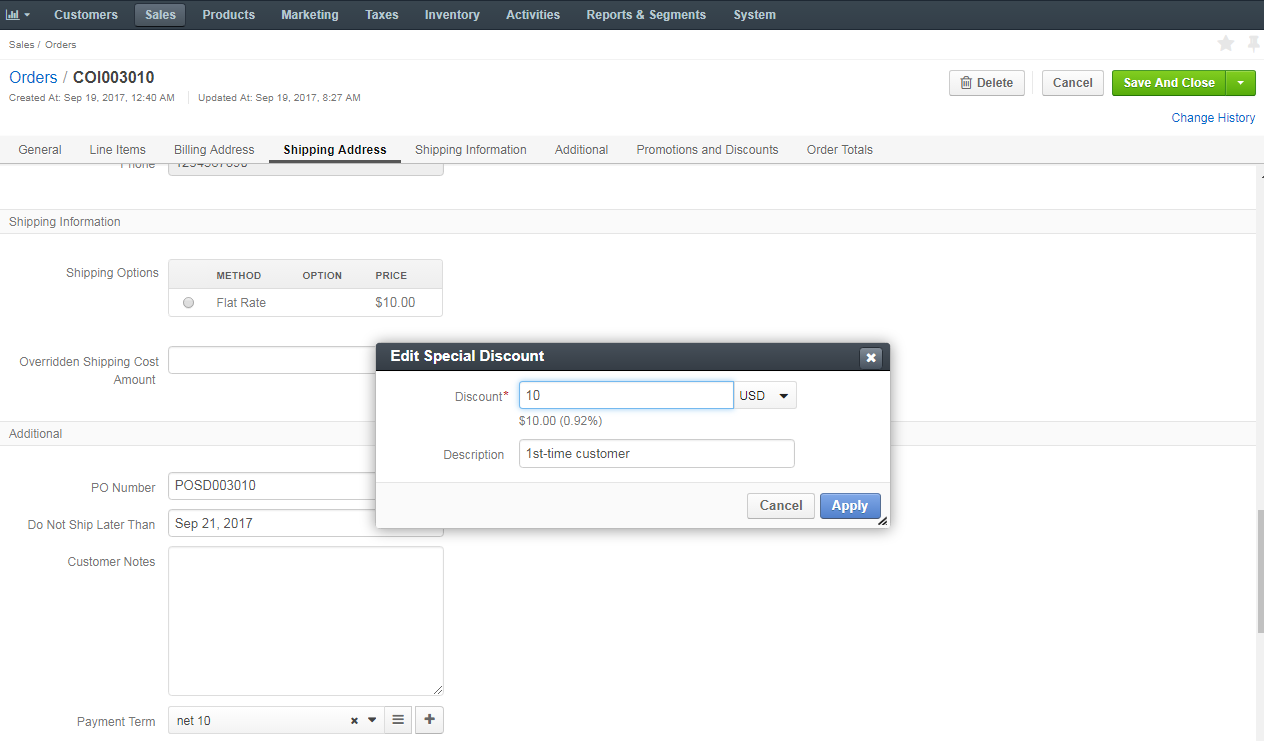 Customers Sales Products Marketing Taxes Inventory Activities Reports & Segments System
Sales / Orders
Orders / COI003010
Delete Cancel Save And Close
Created At: Sep 19, 2017, 12:40 AM Updated At: Sep 19, 2017, 8:27 AM
Change History
General Line Items Billing Address Shipping Address Shipping Information Additional Promotions and Discounts Order Totals
Phone 1234567890
Shipping Information
Shipping Options
METHOD OPTION PRICE
Flat Rate $10.00
Overridden Shipping Cost
Amount
Edit Special Discount
Discount* 10 USD
$10.00 (0.92%)
Description 1st-time customer
Cancel Apply
Additional
PO Number POSD003010
Do Not Ship Later Than Sep 21, 2017
Customer Notes
Payment Term net 10